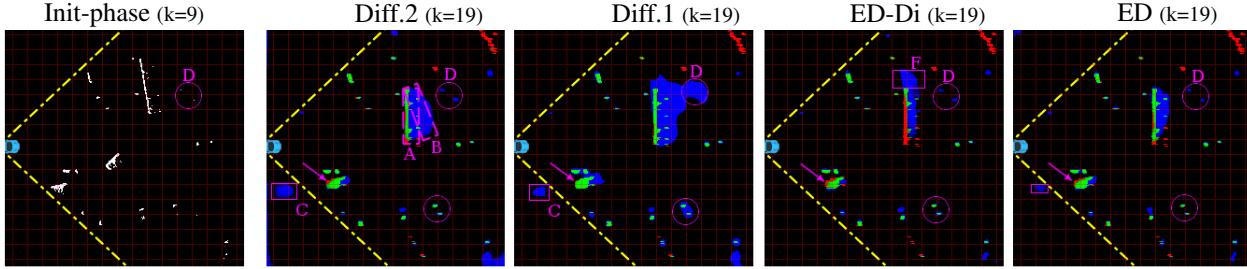 Init-phase (k=9)
Diff.2 (k=19)
Diff.1 (k=19)
ED-Di (k=19)
ED (k=19)
D
D
A
B
C
D
C
F
D
D